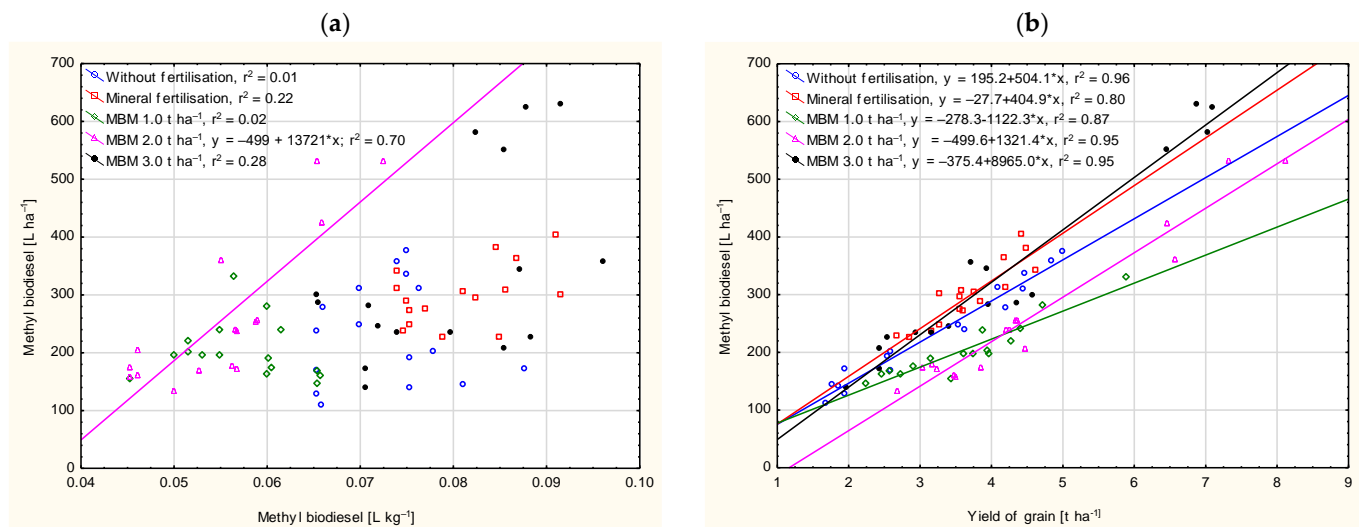 (a)
700
600
500
400
300
200
100
0
Without fertilisation, r² = 0.01
Mineral fertilisation, r² = 0.22
MBM 1.0 t ha⁻¹, r² = 0.02
MBM 2.0 t ha⁻¹, y = −499 + 13721*x; r² = 0.70
MBM 3.0 t ha⁻¹, r² = 0.28
Methyl biodiesel [L ha⁻¹]
0.04 0.05 0.06 0.07 0.08 0.09 0.10
Methyl biodiesel [L kg⁻¹]
(b)
700
600
500
400
300
200
100
0
Without fertilisation, y = 195.2+504.1*x, r² = 0.96
Mineral fertilisation, y = −27.7+404.9*x, r² = 0.80
MBM 1.0 t ha⁻¹, y = −278.3-1122.3*x, r² = 0.87
MBM 2.0 t ha⁻¹, y = −499.6+1321.4*x, r² = 0.95
MBM 3.0 t ha⁻¹, y = −375.4+8965.0*x, r² = 0.95
Methyl biodiesel [L ha⁻¹]
1 2 3 4 5 6 7 8 9
Yield of grain [t ha⁻¹]